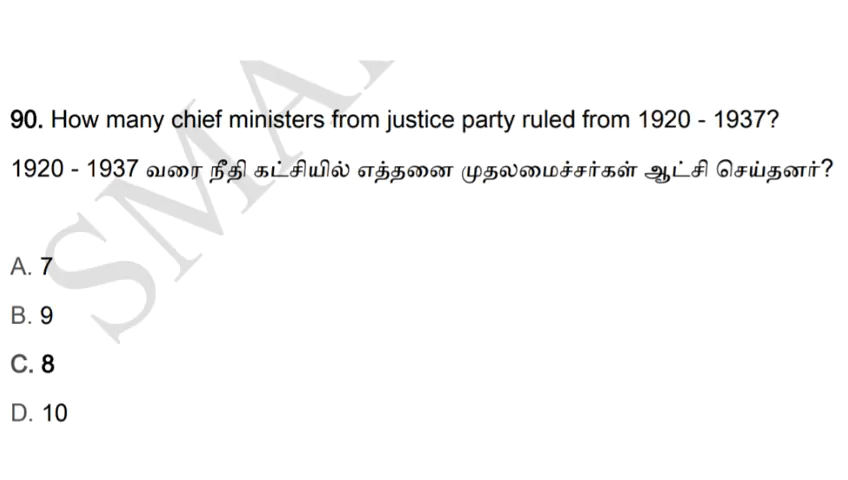 90. How many chief ministers from justice party ruled from 1920 - 1937?
1920 - 1937 வரை நீதி கட்சியில் எத்தனை முதலமைச்சர்கள் ஆட்சி செய்தனர்?
A. 7
B. 9
C. 8
D. 10